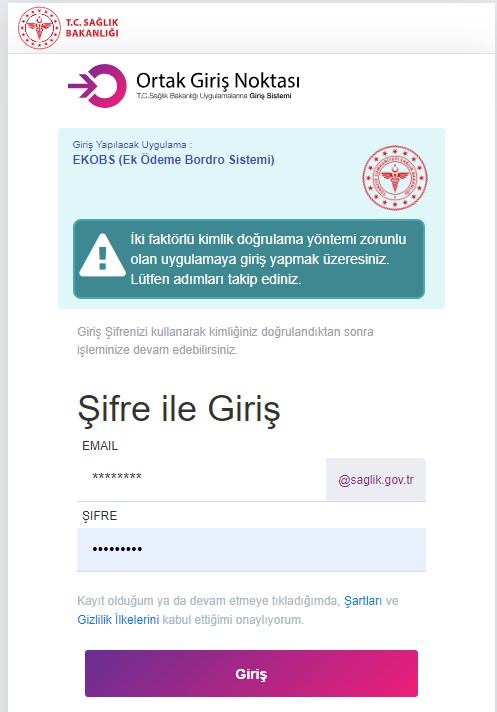 T.C. SAĞLIK
BAKANLIĞI
Ortak Giriş Noktası
T.C.Sağlık Bakanlığı Uygulamalarına Giriş Sistemi
Giriş Yapılacak Uygulama :
EKOBS (Ek Ödeme Bordro Sistemi)
İki faktörlü kimlik doğrulama yöntemi zorunlu
olan uygulamaya giriş yapmak üzeresiniz.
Lütfen adımları takip ediniz.
Giriş Şifrenizi kullanarak kimliğiniz doğrulandıktan sonra
işleminize devam edebilirsiniz.
Şifre ile Giriş
EMAIL
******** @saglik.gov.tr
ŞIFRE
•••••••••
Kayıt olduğum ya da devam etmeye tıkladığımda, Şartları ve
Gizlilik İlkelerini kabul ettiğimi onaylıyorum.
Giriş